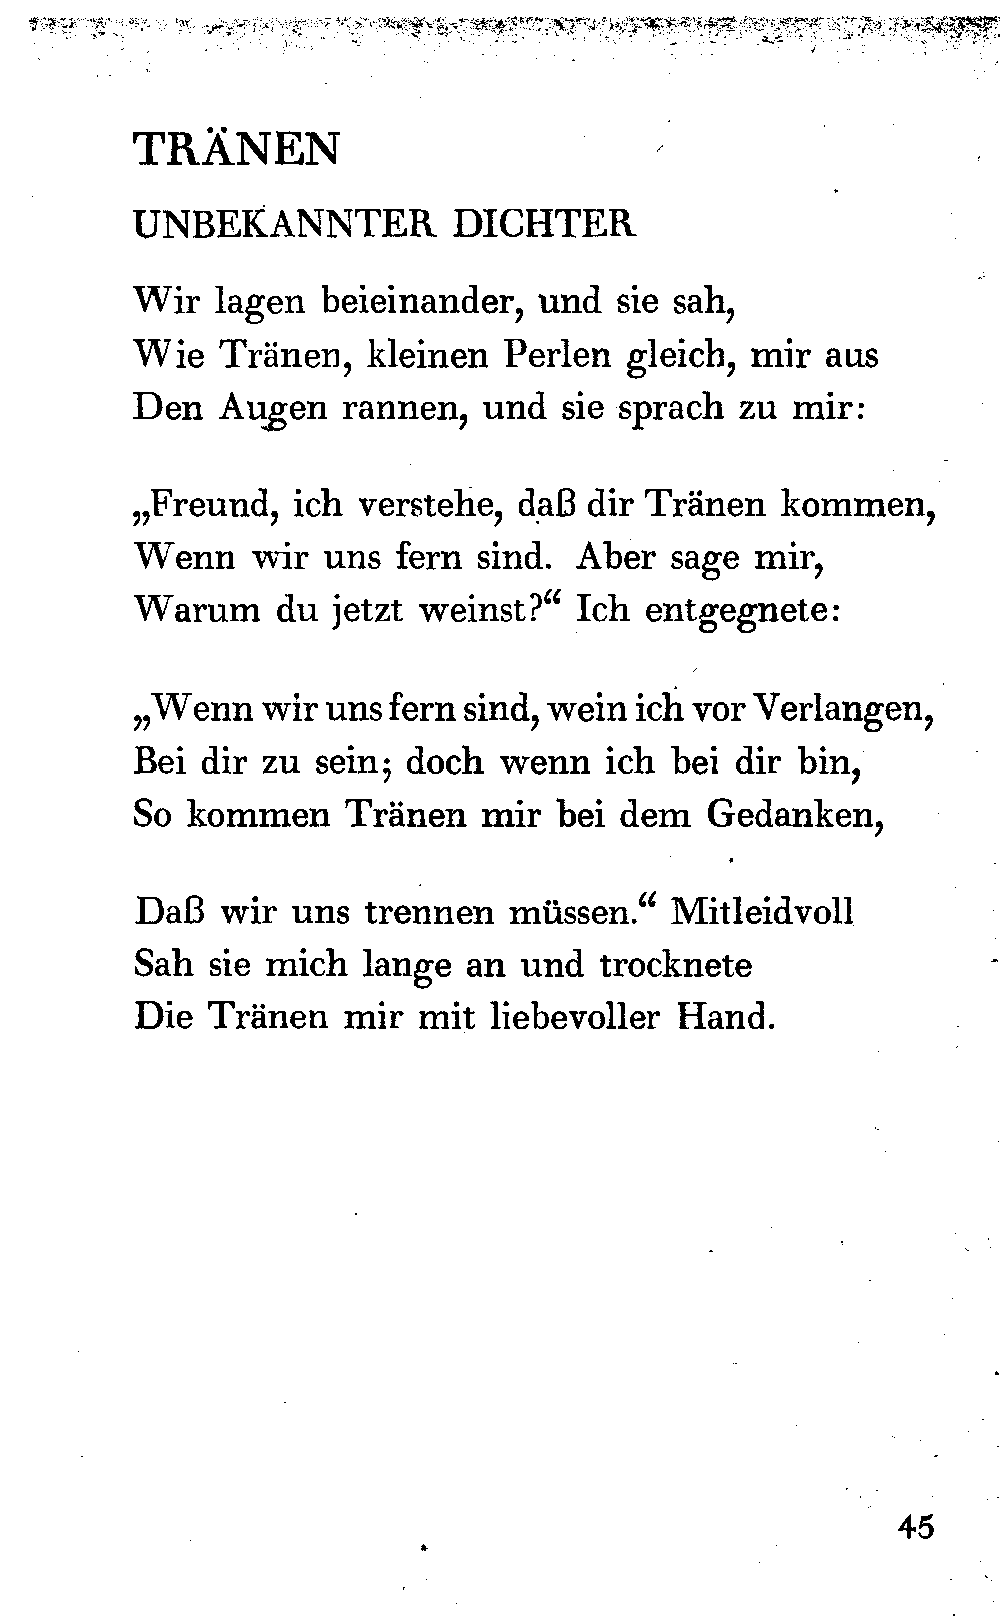 TRÄNEN
UNBEKANNTER DICHTER
Wir lagen beieinander, und sie sah,
Wie Tränen, kleinen Perlen gleich, mir aus
Den Augen rannen, und sie sprach zu mir:
„Freund, ich verstehe, daß dir Tränen kommen,
Wenn wir uns fern sind. Aber sage mir,
Warum du jetzt weinst?“ Ich entgegnete:
„Wenn wir uns fern sind, wein ich vor Verlangen,
Bei dir zu sein; doch wenn ich bei dir bin,
So kommen Tränen mir bei dem Gedanken,
Daß wir uns trennen müssen.“ Mitleidvoll
Sah sie mich lange an und trocknete
Die Tränen mir mit liebevoller Hand.
45